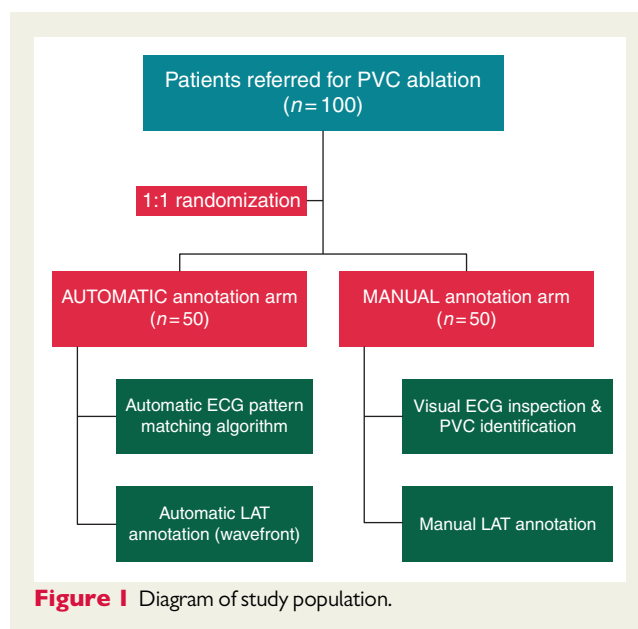 Patients referred for PVC ablation
(n=100)
1:1 randomization
AUTOMATIC annotation arm
(n=50)
MANUAL annotation arm
(n=50)
Automatic ECG pattern
matching algorithm
Visual ECG inspection &
PVC identification
Automatic LAT
annotation (wavefront)
Manual LAT annotation
Figure 1 Diagram of study population.